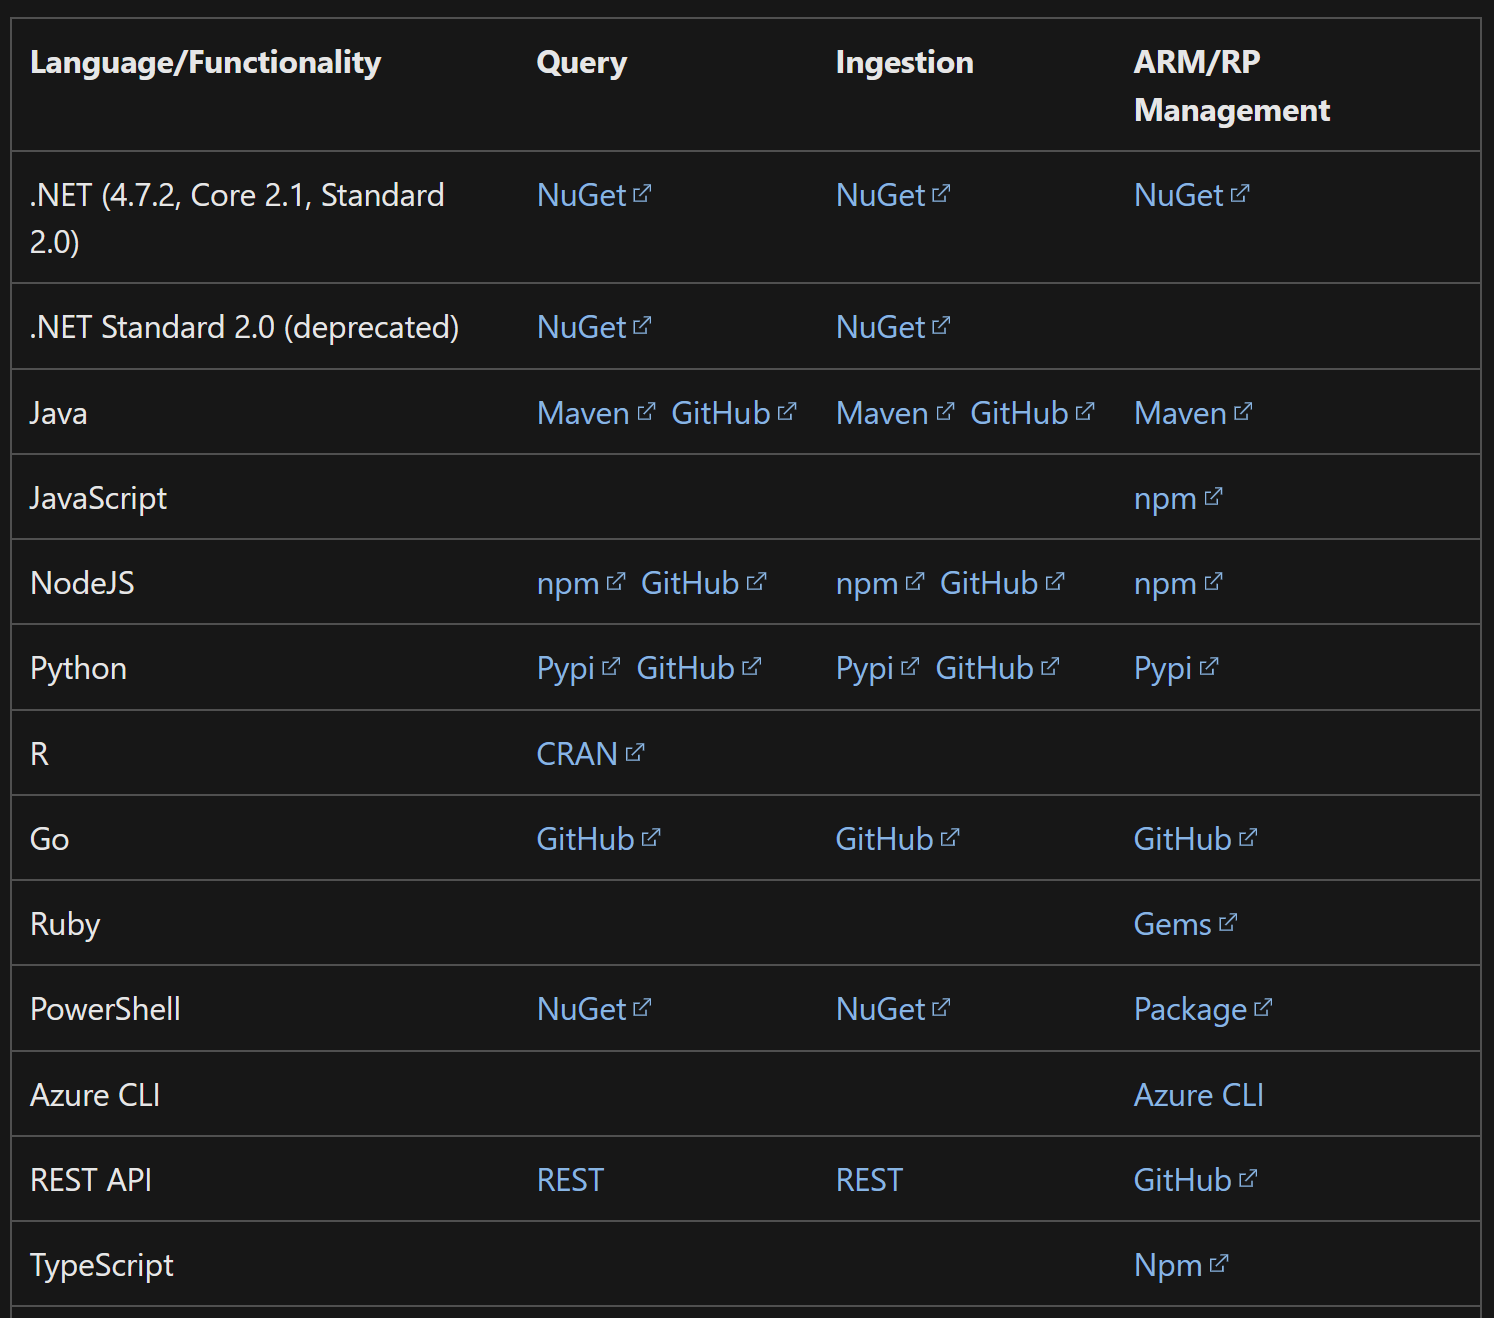 Language/Functionality Query Ingestion ARM/RP
Management
.NET (4.7.2, Core 2.1, Standard NuGet NuGet NuGet
2.0)
.NET Standard 2.0 (deprecated) NuGet NuGet
Java Maven GitHub Maven GitHub Maven
JavaScript npm
NodeJS npm GitHub npm GitHub npm
Python Pypi GitHub Pypi GitHub Pypi
R CRAN
Go GitHub GitHub GitHub
Ruby Gems
PowerShell NuGet NuGet Package
Azure CLI Azure CLI
REST API REST REST GitHub
TypeScript Npm